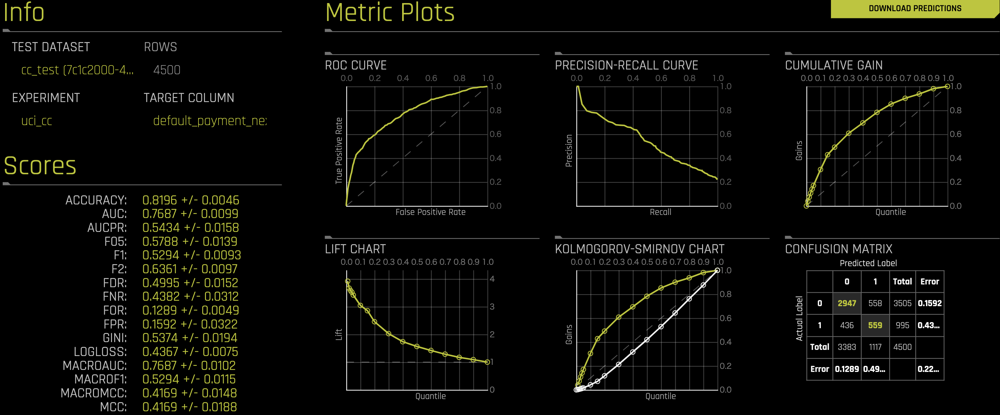 Info
TEST DATASET ROWS
cc_test (7c1c2000-4... 4500
EXPERIMENT TARGET COLUMN
uci_cc default_payment_ne
Scores
ACCURACY: 0.8196 +/- 0.0046
AUC: 0.7687 +/- 0.0099
AUCPR: 0.5434 +/- 0.0158
F05: 0.5788 +/- 0.0139
F1: 0.5294 +/- 0.0093
F2: 0.6361 +/- 0.0097
FDR: 0.4995 +/- 0.0152
FNR: 0.4382 +/- 0.0312
FOR: 0.1289 +/- 0.0049
FPR: 0.1592 +/- 0.0322
GINI: 0.5374 +/- 0.0194
LOGLOSS: 0.4367 +/- 0.0075
MACROAUC: 0.7687 +/- 0.0102
MACROF1: 0.5294 +/- 0.0115
MACROMCC: 0.4169 +/- 0.0148
MCC: 0.4169 +/- 0.0188
Metric Plots
DOWNLOAD PREDICTIONS
ROC CURVE
0.0 0.2 0.4 0.6 0.8 1.0
1.0
0.8
0.6
0.4
0.2
0.0
True Positive Rate
False Positive Rate
PRECISION-RECALL CURVE
0.0 0.2 0.4 0.6 0.8 1.0
1.0
0.8
0.6
0.4
0.2
0.0
Precision
Recall
CUMULATIVE GAIN
0.0 0.1 0.2 0.3 0.4 0.5 0.6 0.7 0.8 0.9 1.0
1.0
0.8
0.6
0.4
0.2
0.0
Gains
Quantile
LIFT CHART
0.0 0.1 0.2 0.3 0.4 0.5 0.6 0.7 0.8 0.9 1.0
4
3
2
1
0
Lift
Quantile
KOLMOGOROV-SMIRNOV CHART
0.0 0.1 0.2 0.3 0.4 0.5 0.6 0.7 0.8 0.9 1.0
1.0
0.8
0.6
0.4
0.2
0.0
Gains
Quantile
CONFUSION MATRIX
Predicted Label
Actual Label
0 1 Total Error
0 2947 558 3505 0.1592
1 436 559 995 0.43...
Total 3383 1117 4500
Error 0.1289 0.49... 0.22...